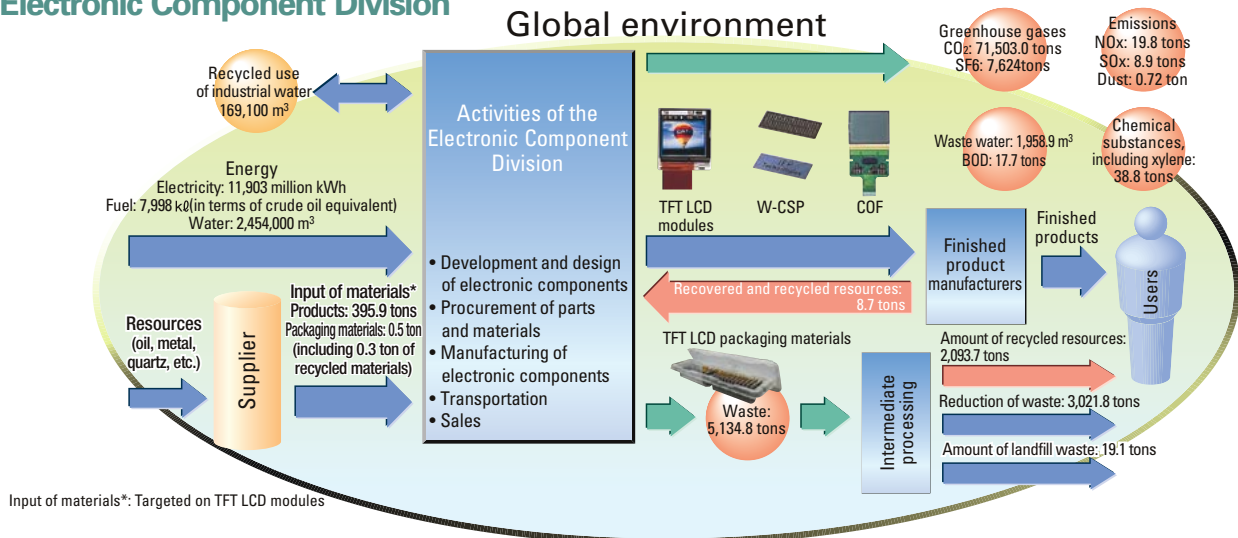 Electronic Component Division
Global environment
Recycled use
of industrial water
169,100 m³
Energy
Electricity: 11,903 million kWh
Fuel: 7,998 kℓ(in terms of crude oil equivalent)
Water: 2,454,000 m³
Resources
(oil, metal,
quartz, etc.)
Supplier
Input of materials*
Products: 395.9 tons
Packaging materials: 0.5 ton
(including 0.3 ton of
recycled materials)
Activities of the
Electronic Component
Division
• Development and design
of electronic components
• Procurement of parts
and materials
• Manufacturing of
electronic components
• Transportation
• Sales
Greenhouse gases
CO₂: 71,503.0 tons
SF6: 7,624tons
Emissions
NOx: 19.8 tons
SOx: 8.9 tons
Dust: 0.72 ton
Waste water: 1,958.9 m³
BOD: 17.7 tons
Chemical
substances,
including xylene:
38.8 tons
TFT LCD
modules
W-CSP
COF
Finished
product
manufacturers
Finished
products
Users
Recovered and recycled resources:
8.7 tons
TFT LCD packaging materials
Waste:
5,134.8 tons
Intermediate
processing
Amount of recycled resources:
2,093.7 tons
Reduction of waste: 3,021.8 tons
Amount of landfill waste: 19.1 tons
Input of materials*: Targeted on TFT LCD modules